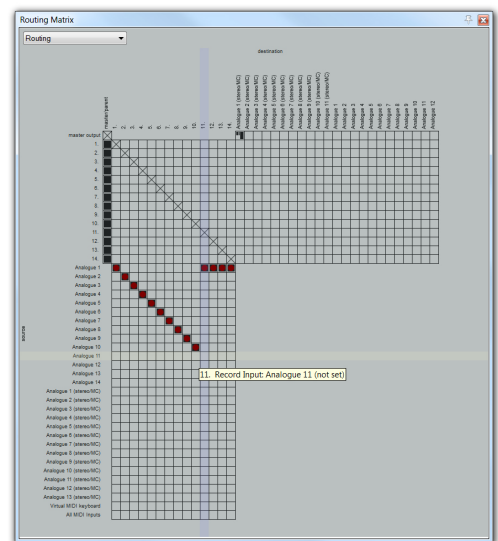 Routing Matrix
Routing
destination
master/parent
1.
2.
3.
4.
5.
6.
7.
8.
9.
10.
11.
12.
13.
14.
Analogue 1 (stereo/MC)
Analogue 2 (stereo/MC)
Analogue 3 (stereo/MC)
Analogue 4 (stereo/MC)
Analogue 5 (stereo/MC)
Analogue 6 (stereo/MC)
Analogue 7 (stereo/MC)
Analogue 8 (stereo/MC)
Analogue 9 (stereo/MC)
Analogue 10 (stereo/MC)
Analogue 11 (stereo/MC)
Analogue 1
Analogue 2
Analogue 3
Analogue 4
Analogue 5
Analogue 6
Analogue 7
Analogue 8
Analogue 9
Analogue 10
Analogue 11
Analogue 12
master output
1.
2.
3.
4.
5.
6.
7.
8.
9.
10.
11.
12.
13.
14.
source
Analogue 1
Analogue 2
Analogue 3
Analogue 4
Analogue 5
Analogue 6
Analogue 7
Analogue 8
Analogue 9
Analogue 10
Analogue 11
Analogue 12
Analogue 13
Analogue 14
11. Record Input: Analogue 11 (not set)
Analogue 1 (stereo/MC)
Analogue 2 (stereo/MC)
Analogue 3 (stereo/MC)
Analogue 4 (stereo/MC)
Analogue 5 (stereo/MC)
Analogue 6 (stereo/MC)
Analogue 7 (stereo/MC)
Analogue 8 (stereo/MC)
Analogue 9 (stereo/MC)
Analogue 10 (stereo/MC)
Analogue 11 (stereo/MC)
Analogue 12 (stereo/MC)
Analogue 13 (stereo/MC)
Virtual MIDI keyboard
All MIDI Inputs